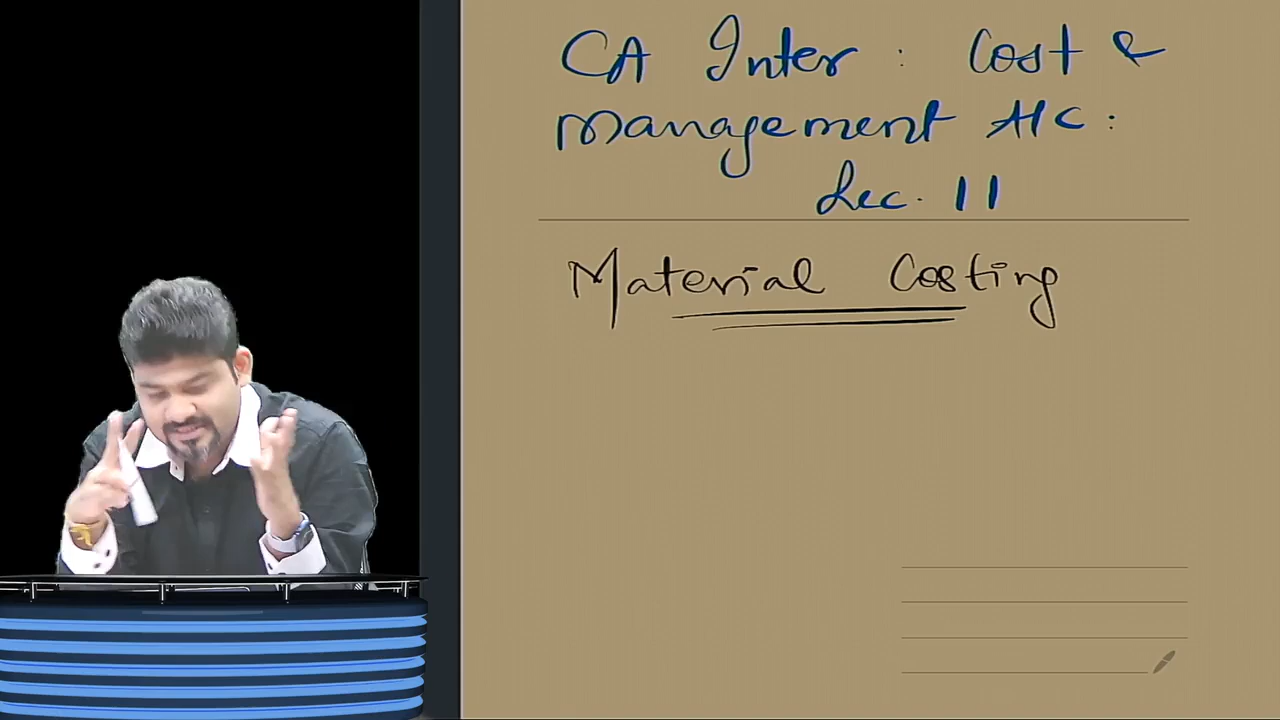 CA Inter : Cost &
Management A/c :
Lec. 11
Material Costing